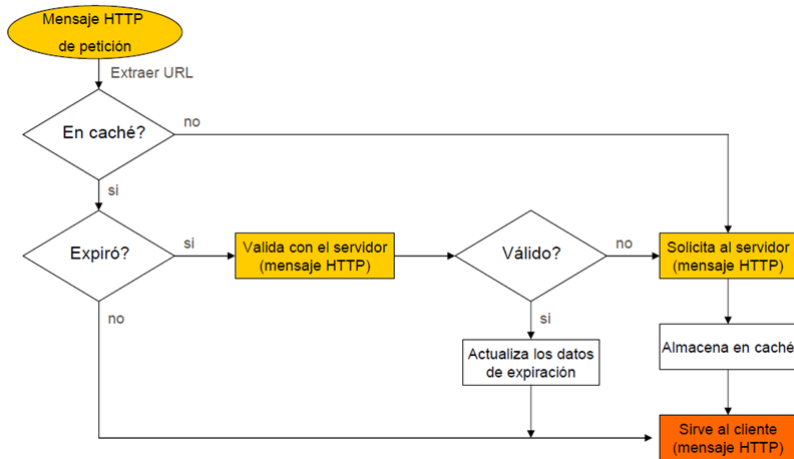 Mensaje HTTP
de petición
Extraer URL
En caché?
no
si
Expiró?
si
Valida con el servidor
(mensaje HTTP)
Válido?
no
Solicita al servidor
(mensaje HTTP)
no
si
Actualiza los datos
de expiración
Almacena en caché
Sirve al cliente
(mensaje HTTP)